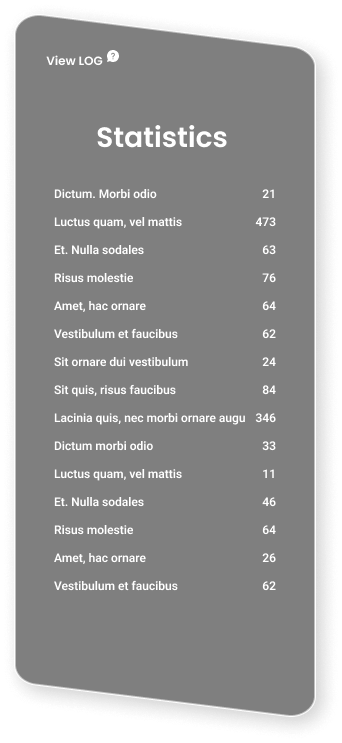 View LOG ?
Statistics
Dictum. Morbi odio 21
Luctus quam, vel mattis 473
Et. Nulla sodales 63
Risus molestie 76
Amet, hac ornare 64
Vestibulum et faucibus 62
Sit ornare dui vestibulum 24
Sit quis, risus faucibus 84
Lacinia quis, nec morbi ornare augu 346
Dictum morbi odio 33
Luctus quam, vel mattis 11
Et. Nulla sodales 46
Risus molestie 64
Amet, hac ornare 26
Vestibulum et faucibus 62